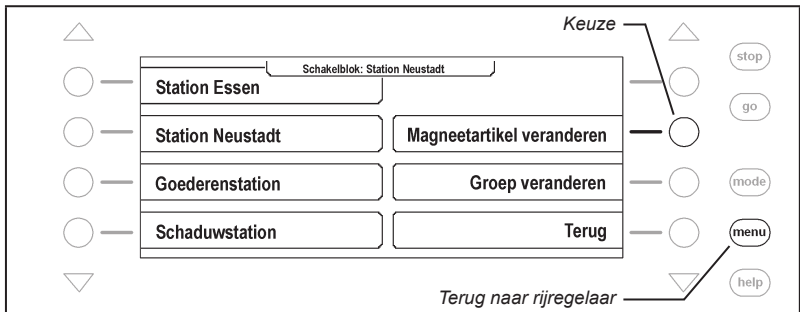 Keuze
stop
Schakelblok: Station Neustadt
Station Essen
go
Station Neustadt
Magneetartikel veranderen
Goederenstation
Groep veranderen
mode
Schaduwstation
Terug
menu
help
Terug naar rijregelaar